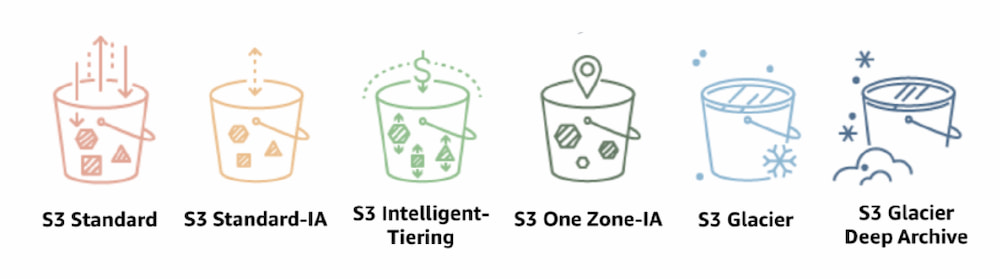 $
S3 Standard
S3 Standard-IA
S3 Intelligent-
Tiering
S3 One Zone-IA
S3 Glacier
S3 Glacier
Deep Archive